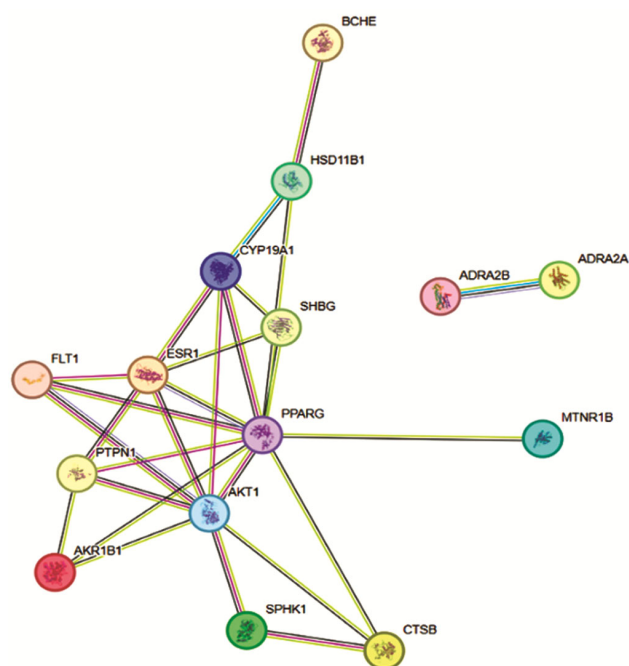 BCHE
HSD11B1
CYP19A1
ADRA2A
ADRA2B
SHBG
FLT1
ESR1
PPARG
MTNR1B
PTPN1
AKT1
AKR1B1
SPHK1
CTSB